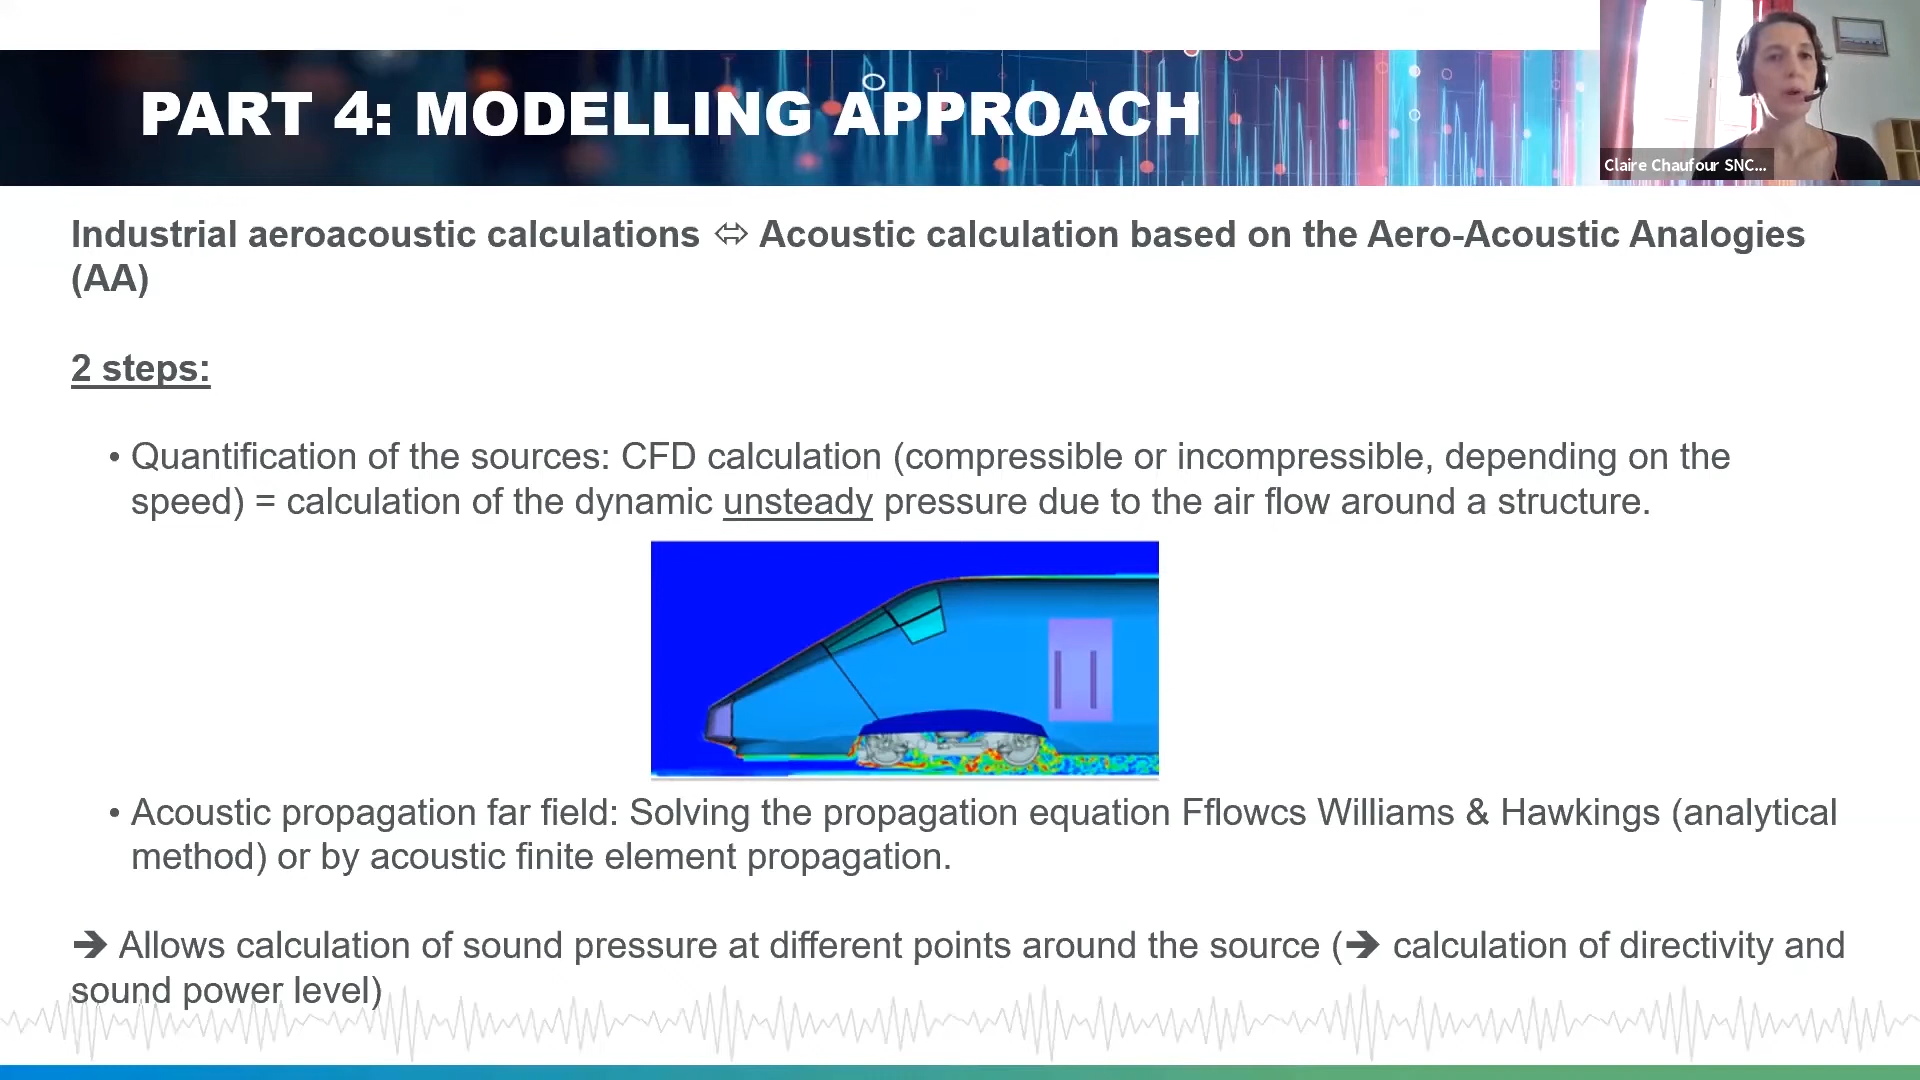 PART 4: MODELLING APPROACH
Claire Chaufour SNC...
Industrial aeroacoustic calculations ⬄ Acoustic calculation based on the Aero-Acoustic Analogies
(AA)
2 steps:
• Quantification of the sources: CFD calculation (compressible or incompressible, depending on the
speed) = calculation of the dynamic unsteady pressure due to the air flow around a structure.
• Acoustic propagation far field: Solving the propagation equation Fflowcs Williams & Hawkings (analytical
method) or by acoustic finite element propagation.
➔ Allows calculation of sound pressure at different points around the source (➔ calculation of directivity and
sound power level)